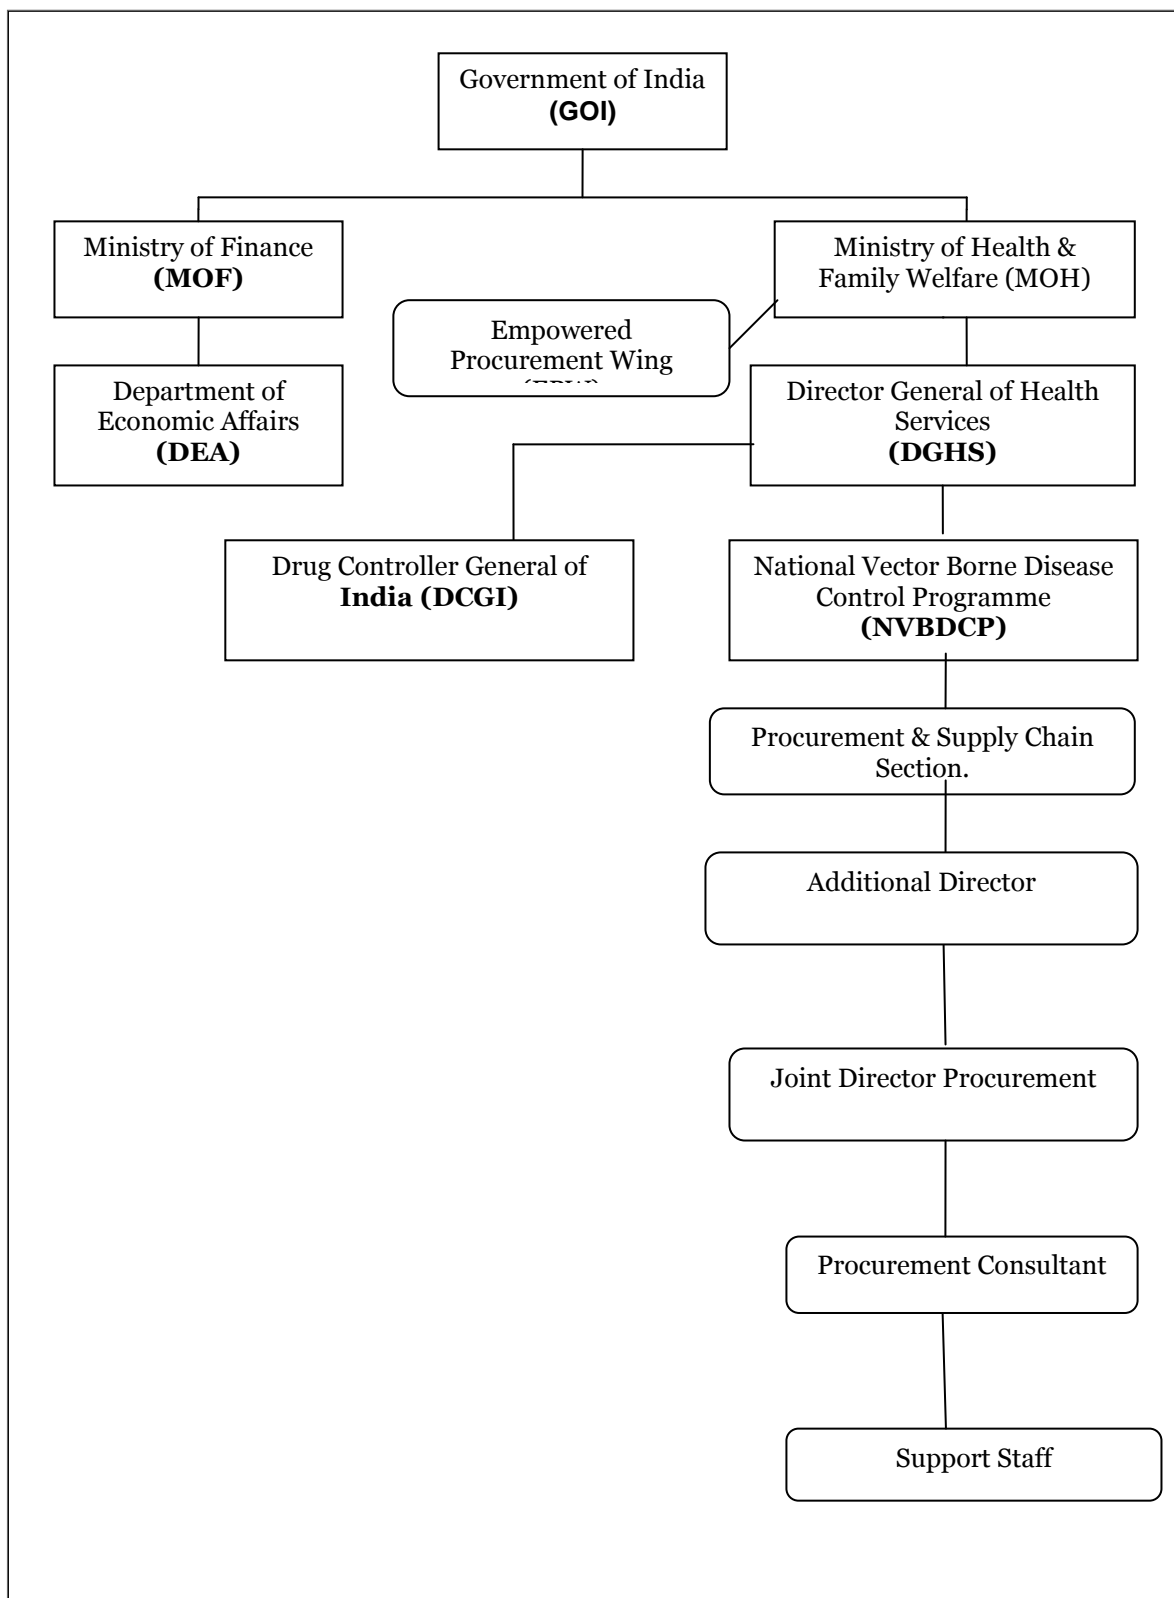 Government of India
(GOI)
Ministry of Finance
(MOF)
Ministry of Health &
Family Welfare (MOH)
Empowered
Procurement Wing
Department of
Economic Affairs
(DEA)
Director General of Health
Services
(DGHS)
Drug Controller General of
India (DCGI)
National Vector Borne Disease
Control Programme
(NVBDCP)
Procurement & Supply Chain
Section.
Additional Director
Joint Director Procurement
Procurement Consultant
Support Staff